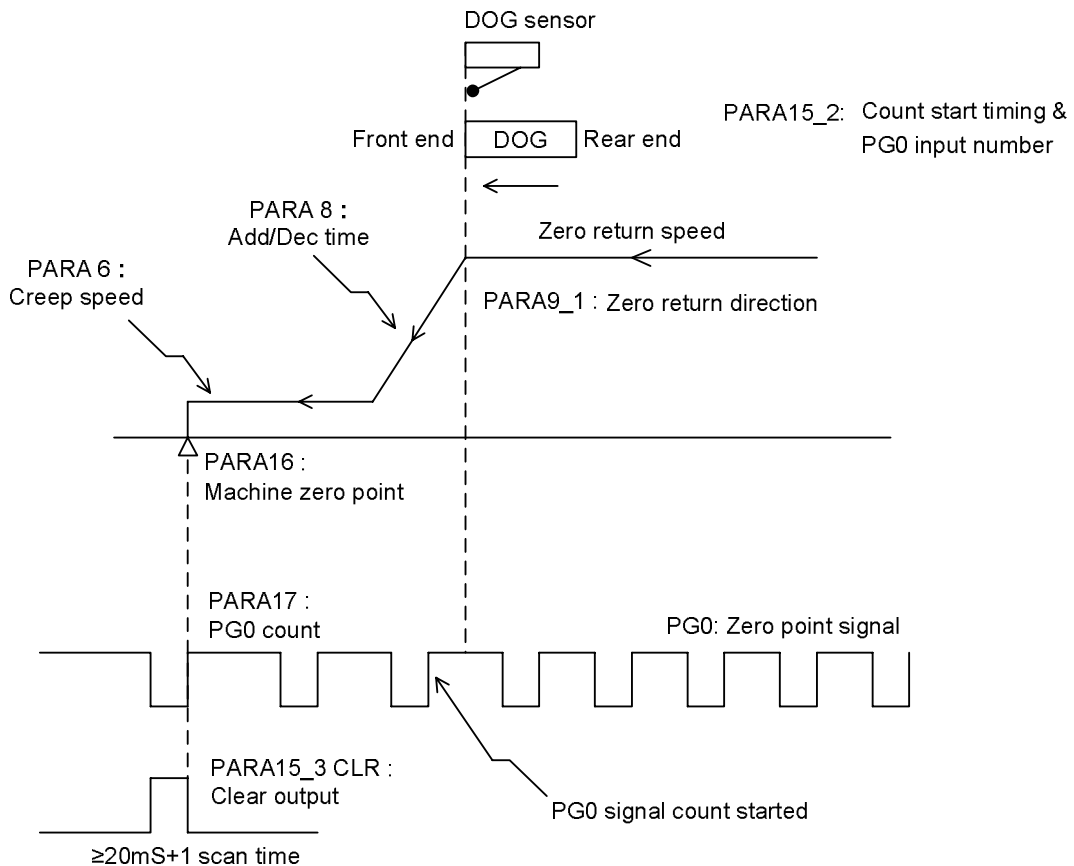 DOG sensor
PARA15_2: Count start timing &
PG0 input number
Front end DOG Rear end
PARA 8 :
Add/Dec time
Zero return speed
PARA 6 :
Creep speed
PARA9_1 : Zero return direction
PARA16 :
Machine zero point
PARA17 :
PG0 count
PG0: Zero point signal
PARA15_3 CLR :
Clear output
PG0 signal count started
≥20mS+1 scan time